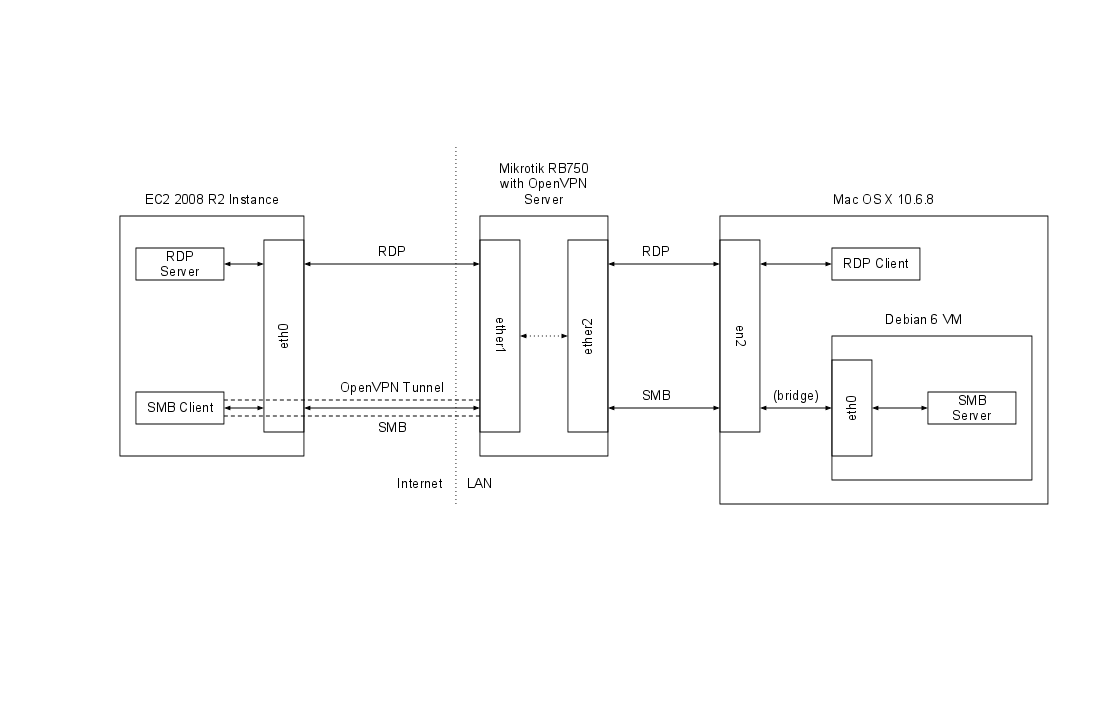 Mikrotik RB750
with OpenVPN
Server
EC2 2008 R2 Instance
Mac OS X 10.6.8
RDP
Server
RDP
RDP
RDP Client
eth0
ether1
ether2
en2
Debian 6 VM
OpenVPN Tunnel
SMB Client
SMB
SMB
(bridge)
eth0
SMB
Server
Internet
LAN